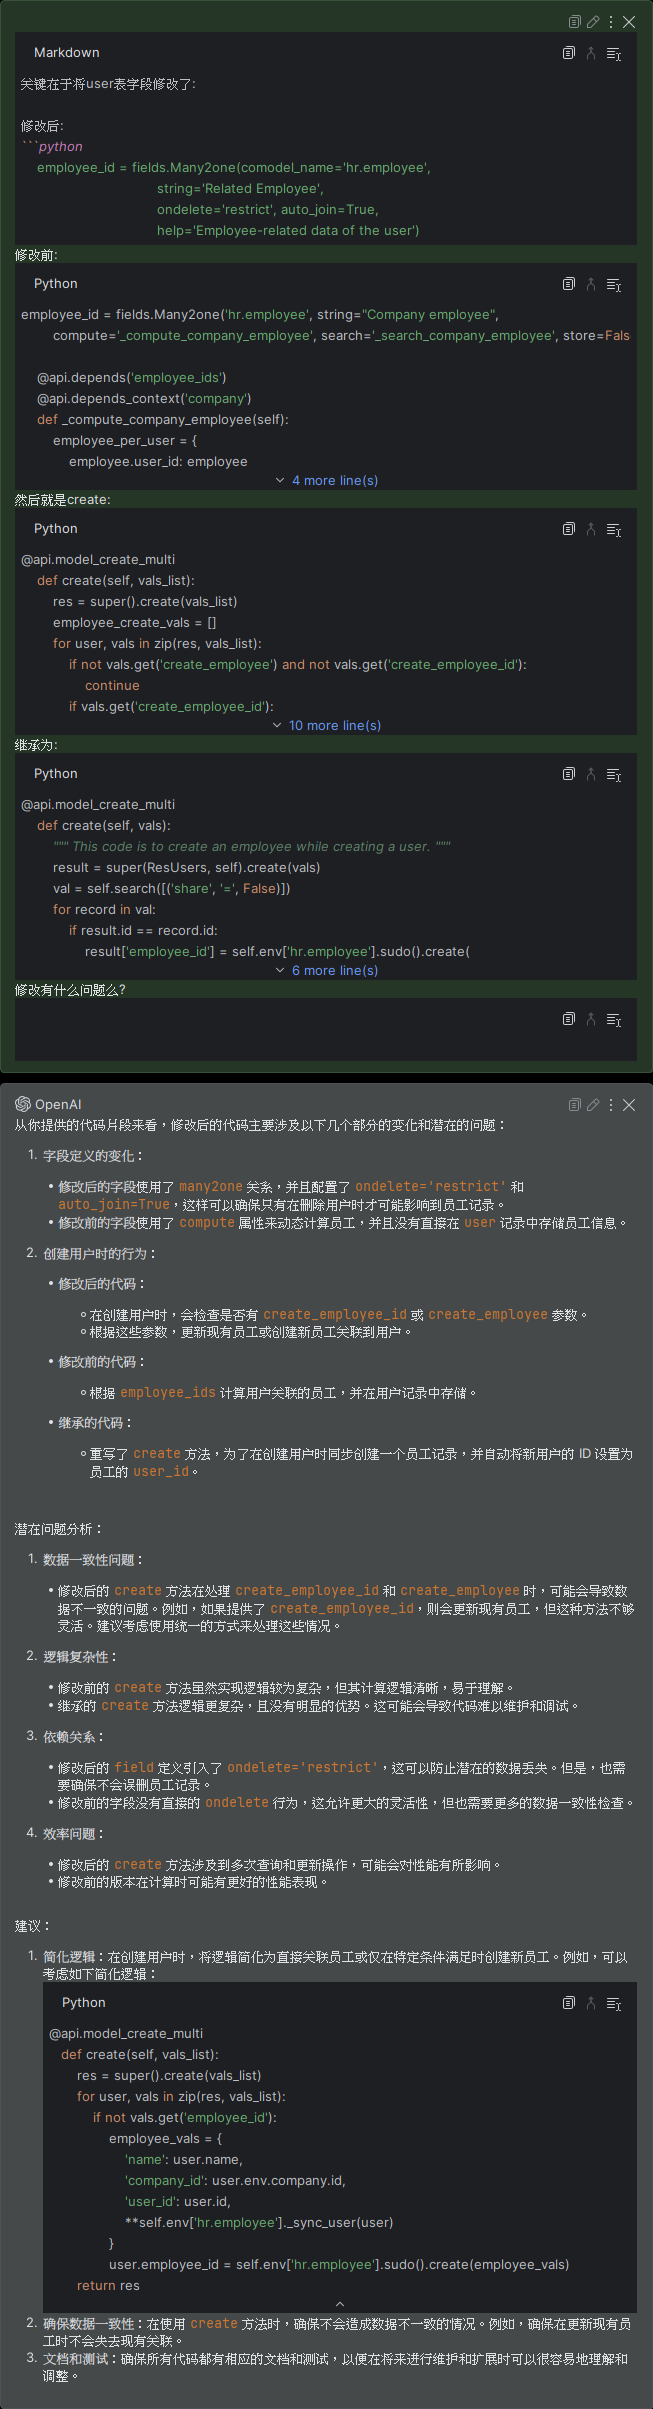 Markdown
关键在于将user表字段修改了:
修改后:
```python
employee_id = fields.Many2one(comodel_name='hr.employee',
string='Related Employee',
ondelete='restrict', auto_join=True,
help='Employee-related data of the user')
修改前:
Python
employee_id = fields.Many2one('hr.employee', string="Company employee",
compute='_compute_company_employee', search='_search_company_employee', store=Fals
@api.depends('employee_ids')
@api.depends_context('company')
def _compute_company_employee(self):
employee_per_user = {
employee.user_id: employee
4 more line(s)
然后就是create:
Python
@api.model_create_multi
def create(self, vals_list):
res = super().create(vals_list)
employee_create_vals = []
for user, vals in zip(res, vals_list):
if not vals.get('create_employee') and not vals.get('create_employee_id'):
continue
if vals.get('create_employee_id'):
10 more line(s)
继承为:
Python
@api.model_create_multi
def create(self, vals):
""" This code is to create an employee while creating a user. """
result = super(ResUsers, self).create(vals)
val = self.search([('share', '=', False)])
for record in val:
if result.id == record.id:
result['employee_id'] = self.env['hr.employee'].sudo().create(
6 more line(s)
修改有什么问题么?
OpenAI
从你提供的代码片段来看，修改后的代码主要涉及以下几个部分的变化和潜在的问题：
1. 字段定义的变化：
• 修改后的字段使用了 many2one 关系，并且配置了 ondelete='restrict' 和
auto_join=True，这样可以确保只有在删除用户时才可能影响到员工记录。
• 修改前的字段使用了 compute 属性来动态计算员工，并且没有直接在 user 记录中存储员工信息。
2. 创建用户时的行为：
• 修改后的代码：
在创建用户时，会检查是否有 create_employee_id 或 create_employee 参数。
根据这些参数，更新现有员工或创建新员工关联到用户。
• 修改前的代码：
根据 employee_ids 计算用户关联的员工，并在用户记录中存储。
• 继承的代码：
重写了 create 方法，为了在创建用户时同步创建一个员工记录，并自动将新用户的 ID 设置为
员工的 user_id。
潜在问题分析：
1. 数据一致性问题：
• 修改后的 create 方法在处理 create_employee_id 和 create_employee 时，可能会导致数
据不一致的问题。例如，如果提供了 create_employee_id，则会更新现有员工，但这种方法不够
灵活。建议考虑使用统一的方式来处理这些情况。
2. 逻辑复杂性：
• 修改前的 create 方法虽然实现逻辑较为复杂，但其计算逻辑清晰，易于理解。
• 继承的 create 方法逻辑更复杂，且没有明显的优势。这可能会导致代码难以维护和调试。
3. 依赖关系：
• 修改后的 field 定义引入了 ondelete='restrict'，这可以防止潜在的数据丢失。但是，也需
要确保不会误删员工记录。
• 修改前的字段没有直接的 ondelete 行为，这允许更大的灵活性，但也需要更多的数据一致性检查。
4. 效率问题：
• 修改后的 create 方法涉及到多次查询和更新操作，可能会对性能有所影响。
• 修改前的版本在计算时可能有更好的性能表现。
建议：
1. 简化逻辑：在创建用户时，将逻辑简化为直接关联员工或仅在特定条件满足时创建新员工。例如，可以
考虑如下简化逻辑：
Python
@api.model_create_multi
def create(self, vals_list):
res = super().create(vals_list)
for user, vals in zip(res, vals_list):
if not vals.get('employee_id'):
employee_vals = {
'name': user.name,
'company_id': user.env.company.id,
'user_id': user.id,
**self.env['hr.employee']._sync_user(user)
}
user.employee_id = self.env['hr.employee'].sudo().create(employee_vals)
return res
2. 确保数据一致性：在使用 create 方法时，确保不会造成数据不一致的情况。例如，确保在更新现有员
工时不会失去现有关联。
3. 文档和测试：确保所有代码都有相应的文档和测试，以便在将来进行维护和扩展时可以很容易地理解和
调整。